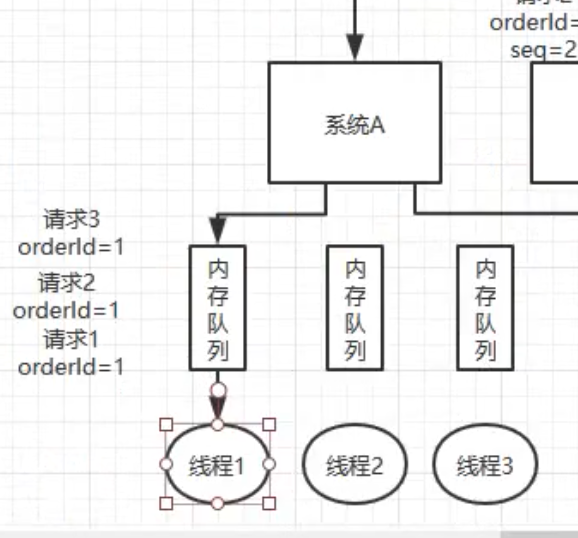 orderId=
seq=2
系统A
请求3
orderId=1
请求2
orderId=1
请求1
orderId=1
内存队列
内存队列
内存队列
线程1
线程2
线程3